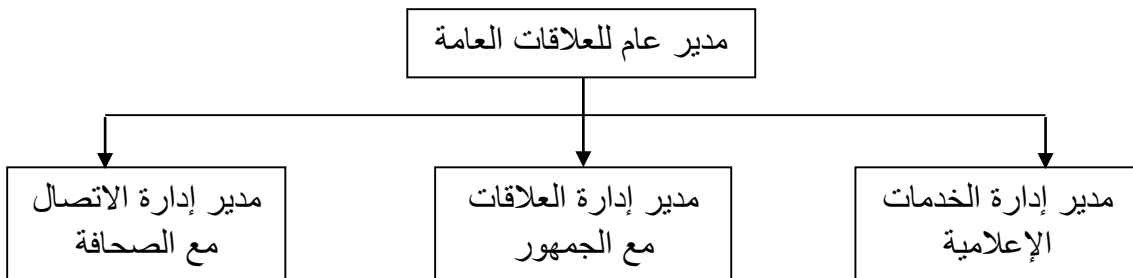 مدير عام للعلاقات العامة
مدير إدارة الخدمات
الإعلامية
مدير إدارة العلاقات
مع الجمهور
مدير إدارة الاتصال
مع الصحافة